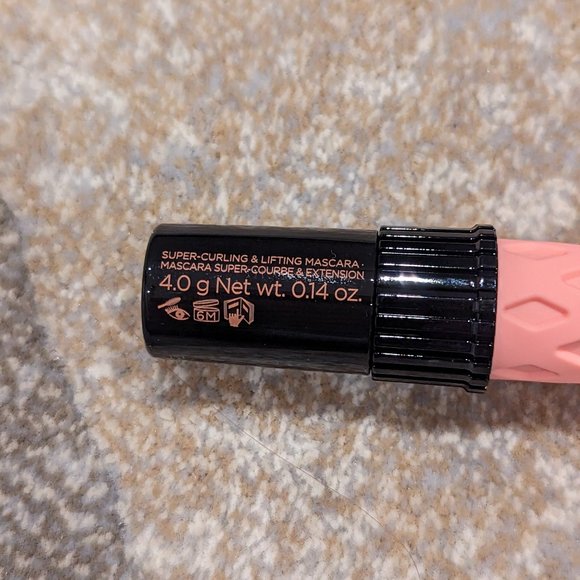 SUPER-CURLING & LIFTING MASCARA ·
MASCARA SUPER-COURBE & EXTENSION
4.0 g Net wt. 0.14 oz.
6M